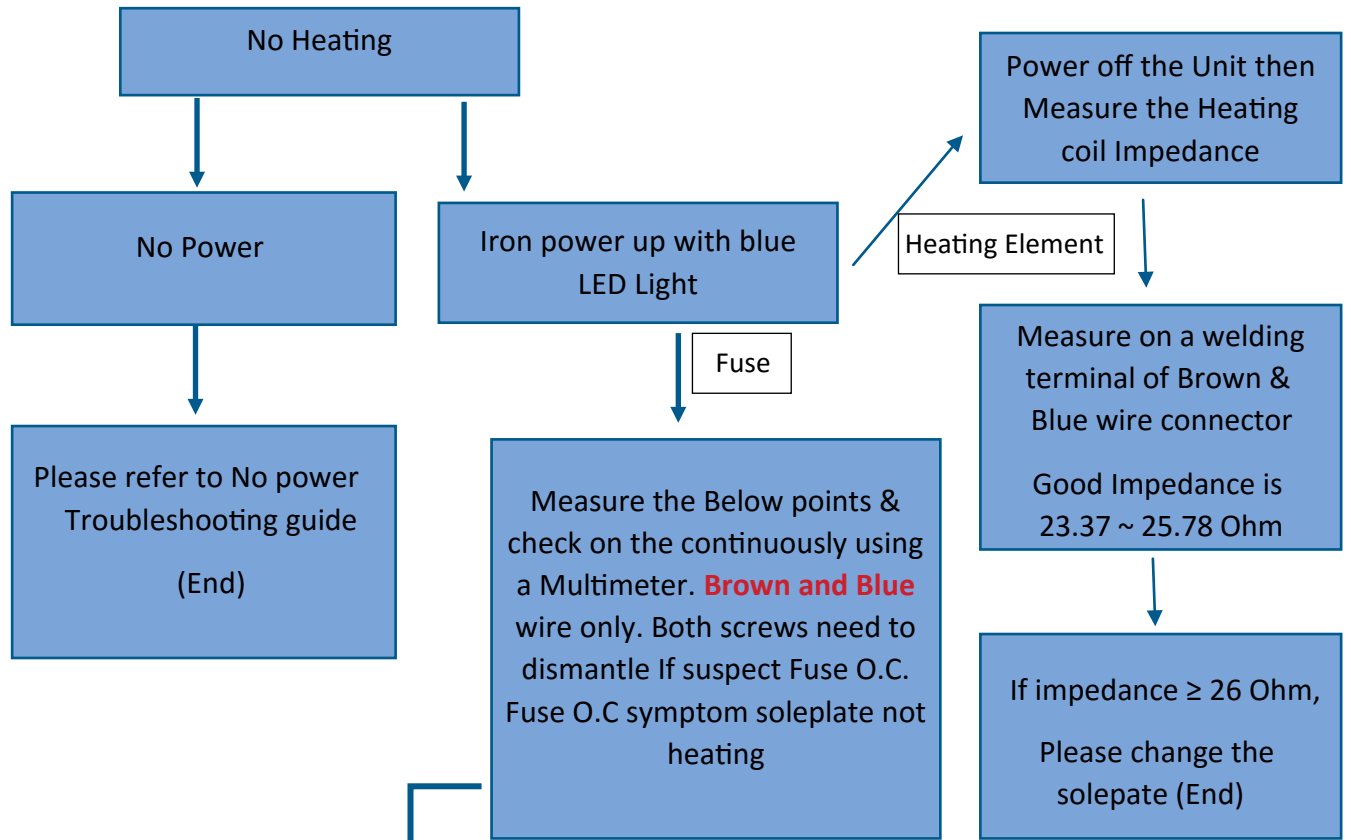 No Heating
No Power
Please refer to No power
Troubleshooting guide
(End)
Iron power up with blue
LED Light
Fuse
Measure the Below points &
check on the continuously using
a Multimeter. Brown and Blue
wire only. Both screws need to
dismantle If suspect Fuse O.C.
Fuse O.C symptom soleplate not
heating
Heating Element
Power off the Unit then
Measure the Heating
coil Impedance
Measure on a welding
terminal of Brown &
Blue wire connector
Good Impedance is
23.37 ~ 25.78 Ohm
If impedance ≥ 26 Ohm,
Please change the
solepate (End)